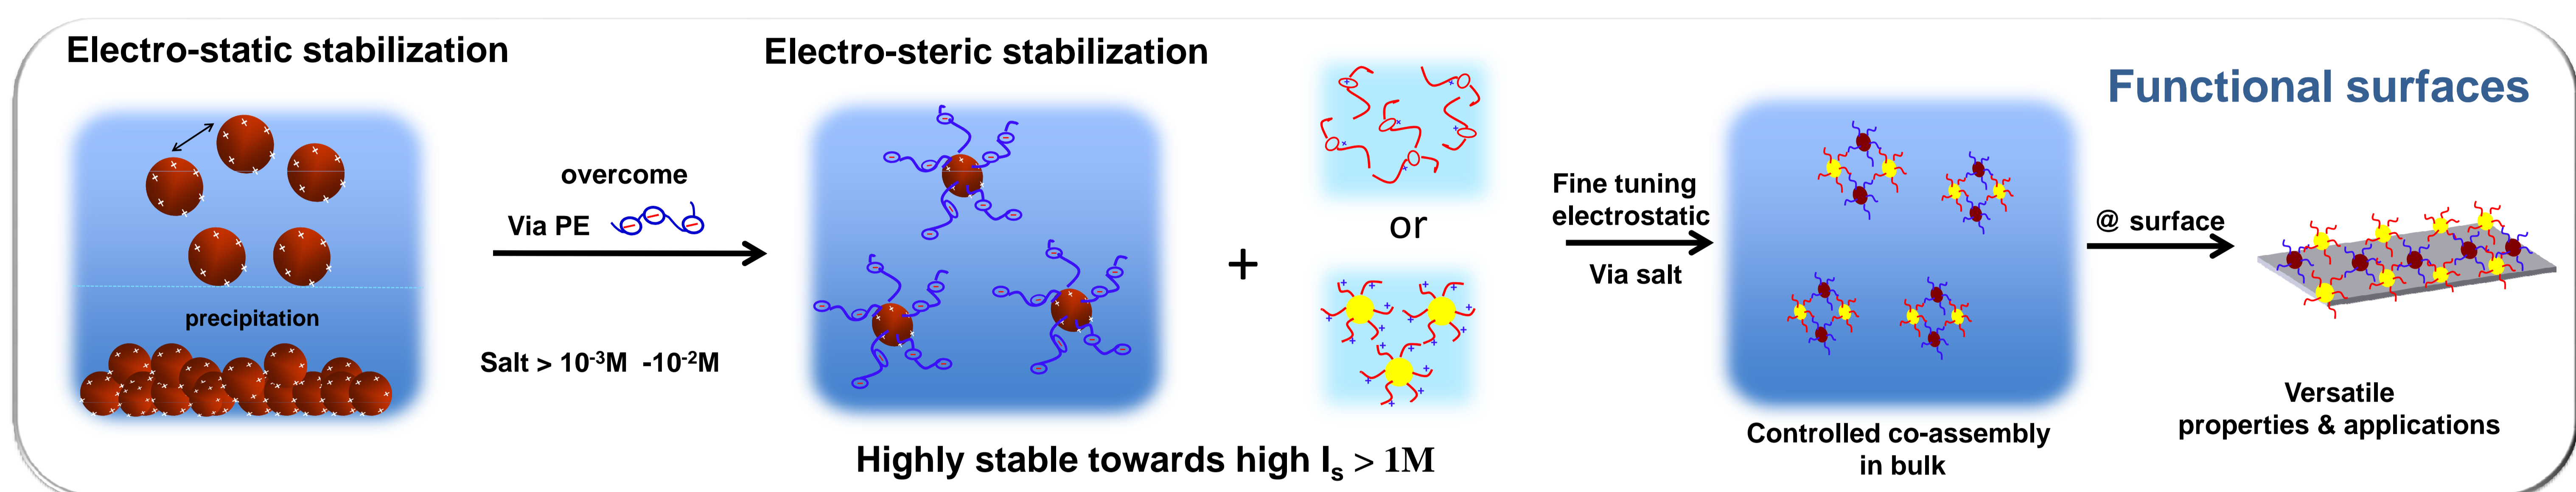 Electro-static stabilization
precipitation
overcome
Via PE
Salt > 10⁻³M -10⁻²M
Electro-steric stabilization
+
or
Highly stable towards high Iₛ > 1M
Fine tuning
electrostatic
Via salt
Controlled co-assembly
in bulk
@ surface
Functional surfaces
Versatile
properties & applications